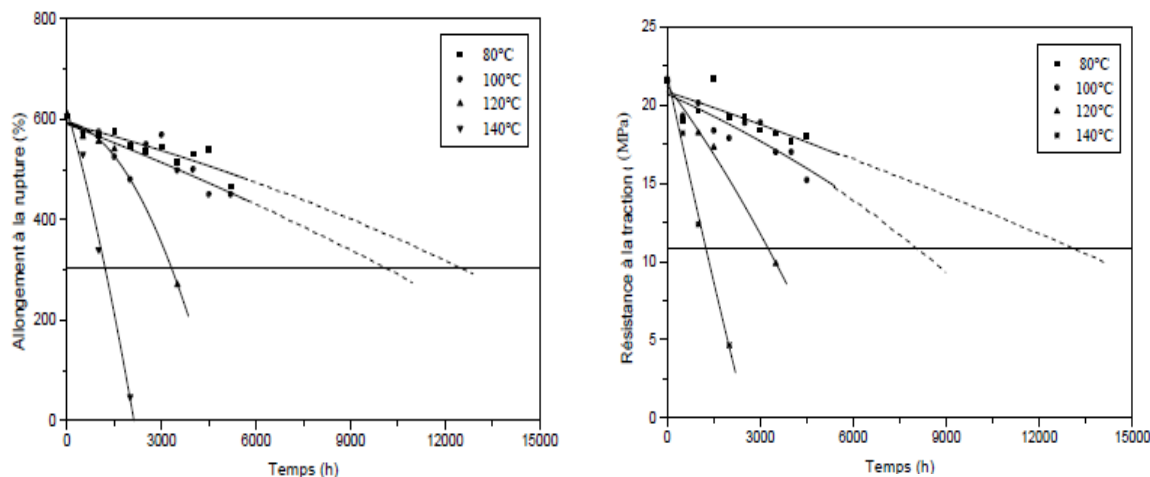 800
600
400
200
0
Allongement à la rupture (%)
80°C
100°C
120°C
140°C
0
3000
6000
9000
12000
15000
Temps (h)
25
20
15
10
5
0
Résistance à la traction ( (MPa)
80°C
100°C
120°C
140°C
0
3000
6000
9000
12000
15000
Temps (h)